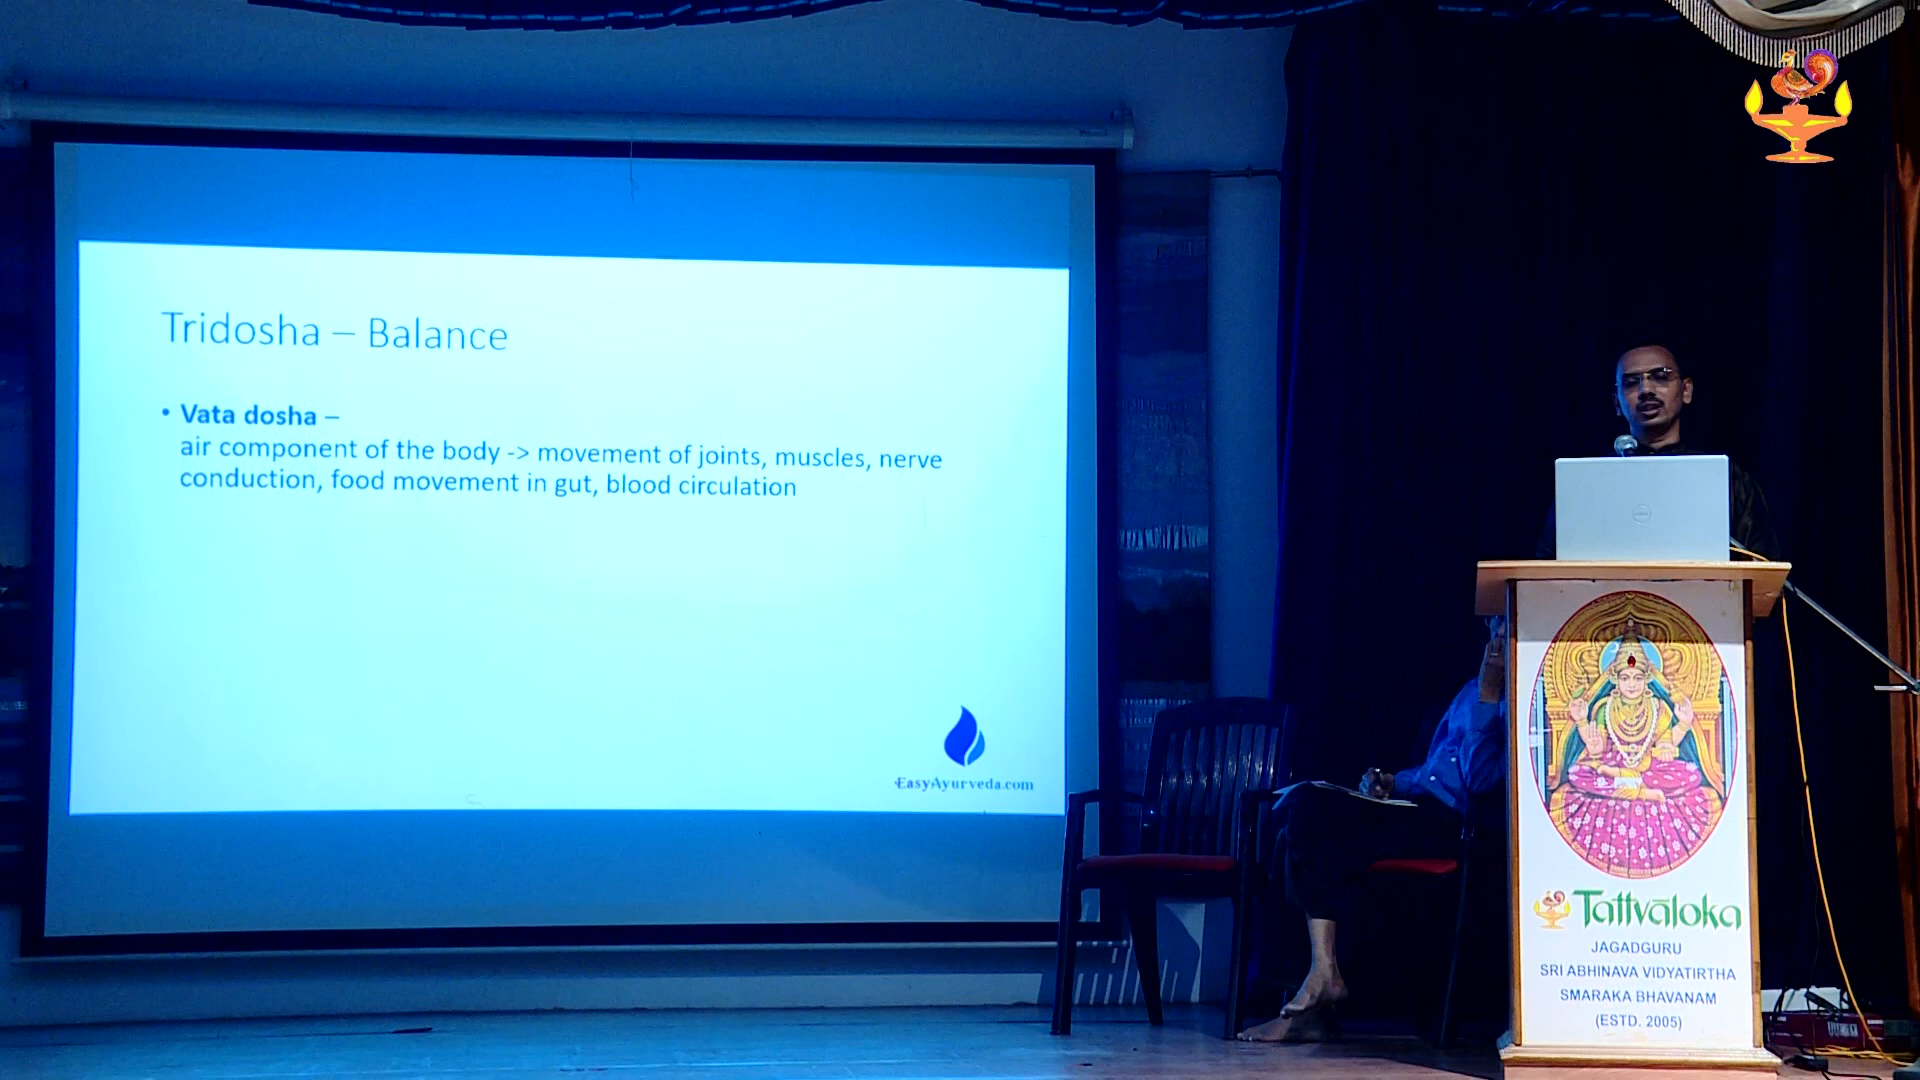 Tridosha – Balance
• Vata dosha –
air component of the body -> movement of joints, muscles, nerve
conduction, food movement in gut, blood circulation
EasyAyurveda.com
Tattvāloka
JAGADGURU
SRI ABHINAVA VIDYATIRTHA
SMARAKA BHAVANAM
(ESTD. 2005)